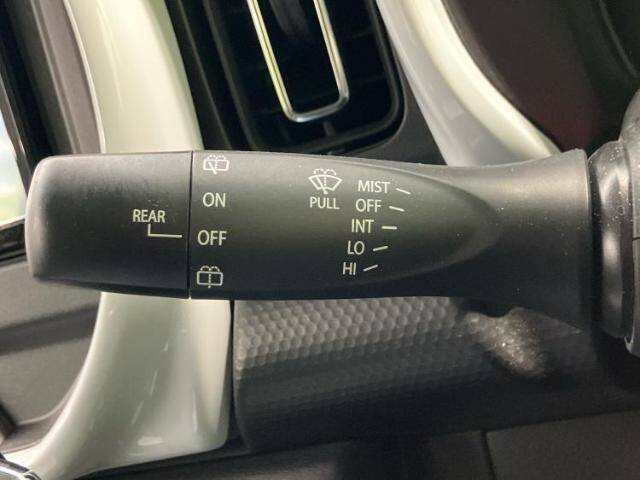 REAR
ON
OFF
PULL
MIST
OFF
INT
LO
HI